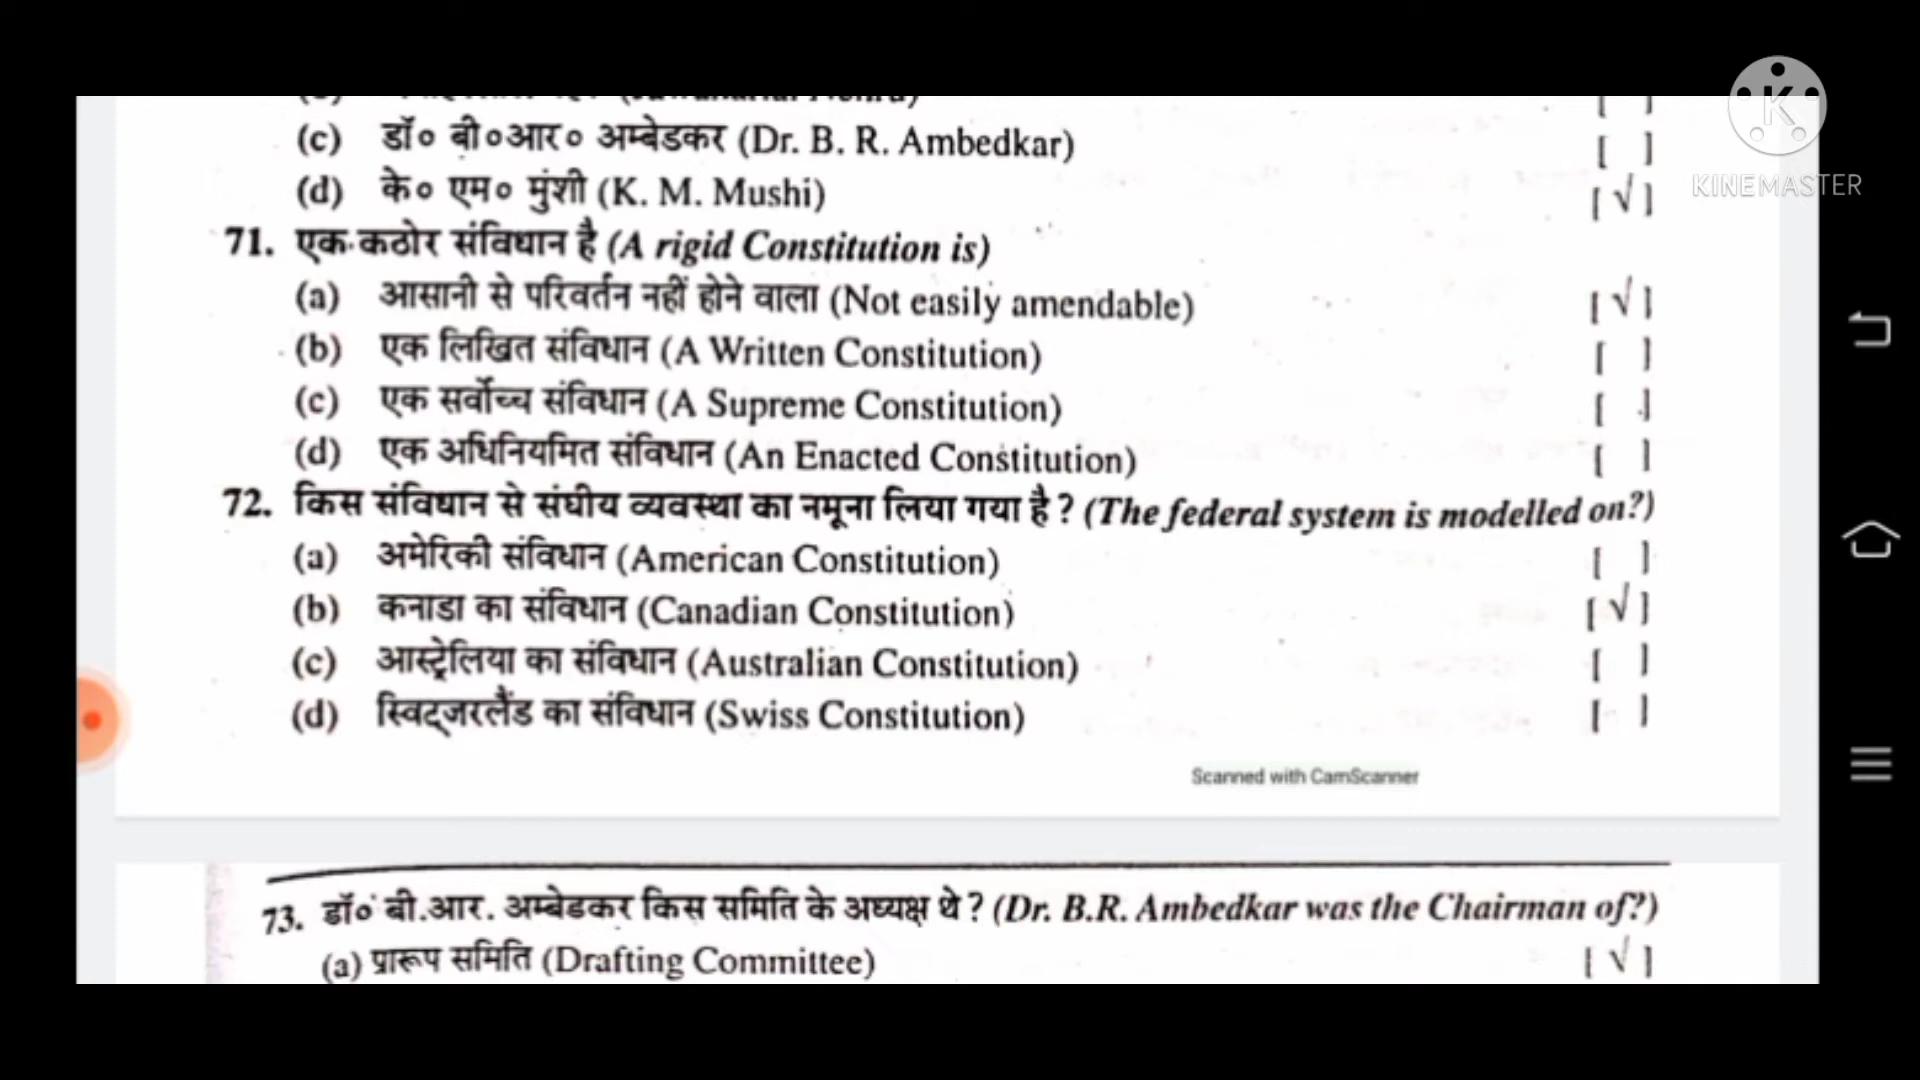 (Jawaharlal Nehru)
(c) डॉ० बी०आर० अम्बेडकर (Dr. B. R. Ambedkar) [ ]
(d) के० एम० मुंशी (K. M. Mushi) [√]
KINEMASTER
71. एक कठोर संविधान है (A rigid Constitution is)
(a) आसानी से परिवर्तन नहीं होने वाला (Not easily amendable) [√]
(b) एक लिखित संविधान (A Written Constitution) [ ]
(c) एक सर्वोच्च संविधान (A Supreme Constitution) [ ]
(d) एक अधिनियमित संविधान (An Enacted Constitution) [ ]
72. किस संविधान से संघीय व्यवस्था का नमूना लिया गया है ? (The federal system is modelled on?)
(a) अमेरिकी संविधान (American Constitution) [ ]
(b) कनाडा का संविधान (Canadian Constitution) [√]
(c) आस्ट्रेलिया का संविधान (Australian Constitution) [ ]
(d) स्विट्जरलैंड का संविधान (Swiss Constitution) [ ]
Scanned with CamScanner
73. डॉ० बी.आर. अम्बेडकर किस समिति के अध्यक्ष थे ? (Dr. B.R. Ambedkar was the Chairman of?)
(a) प्रारूप समिति (Drafting Committee) [√]